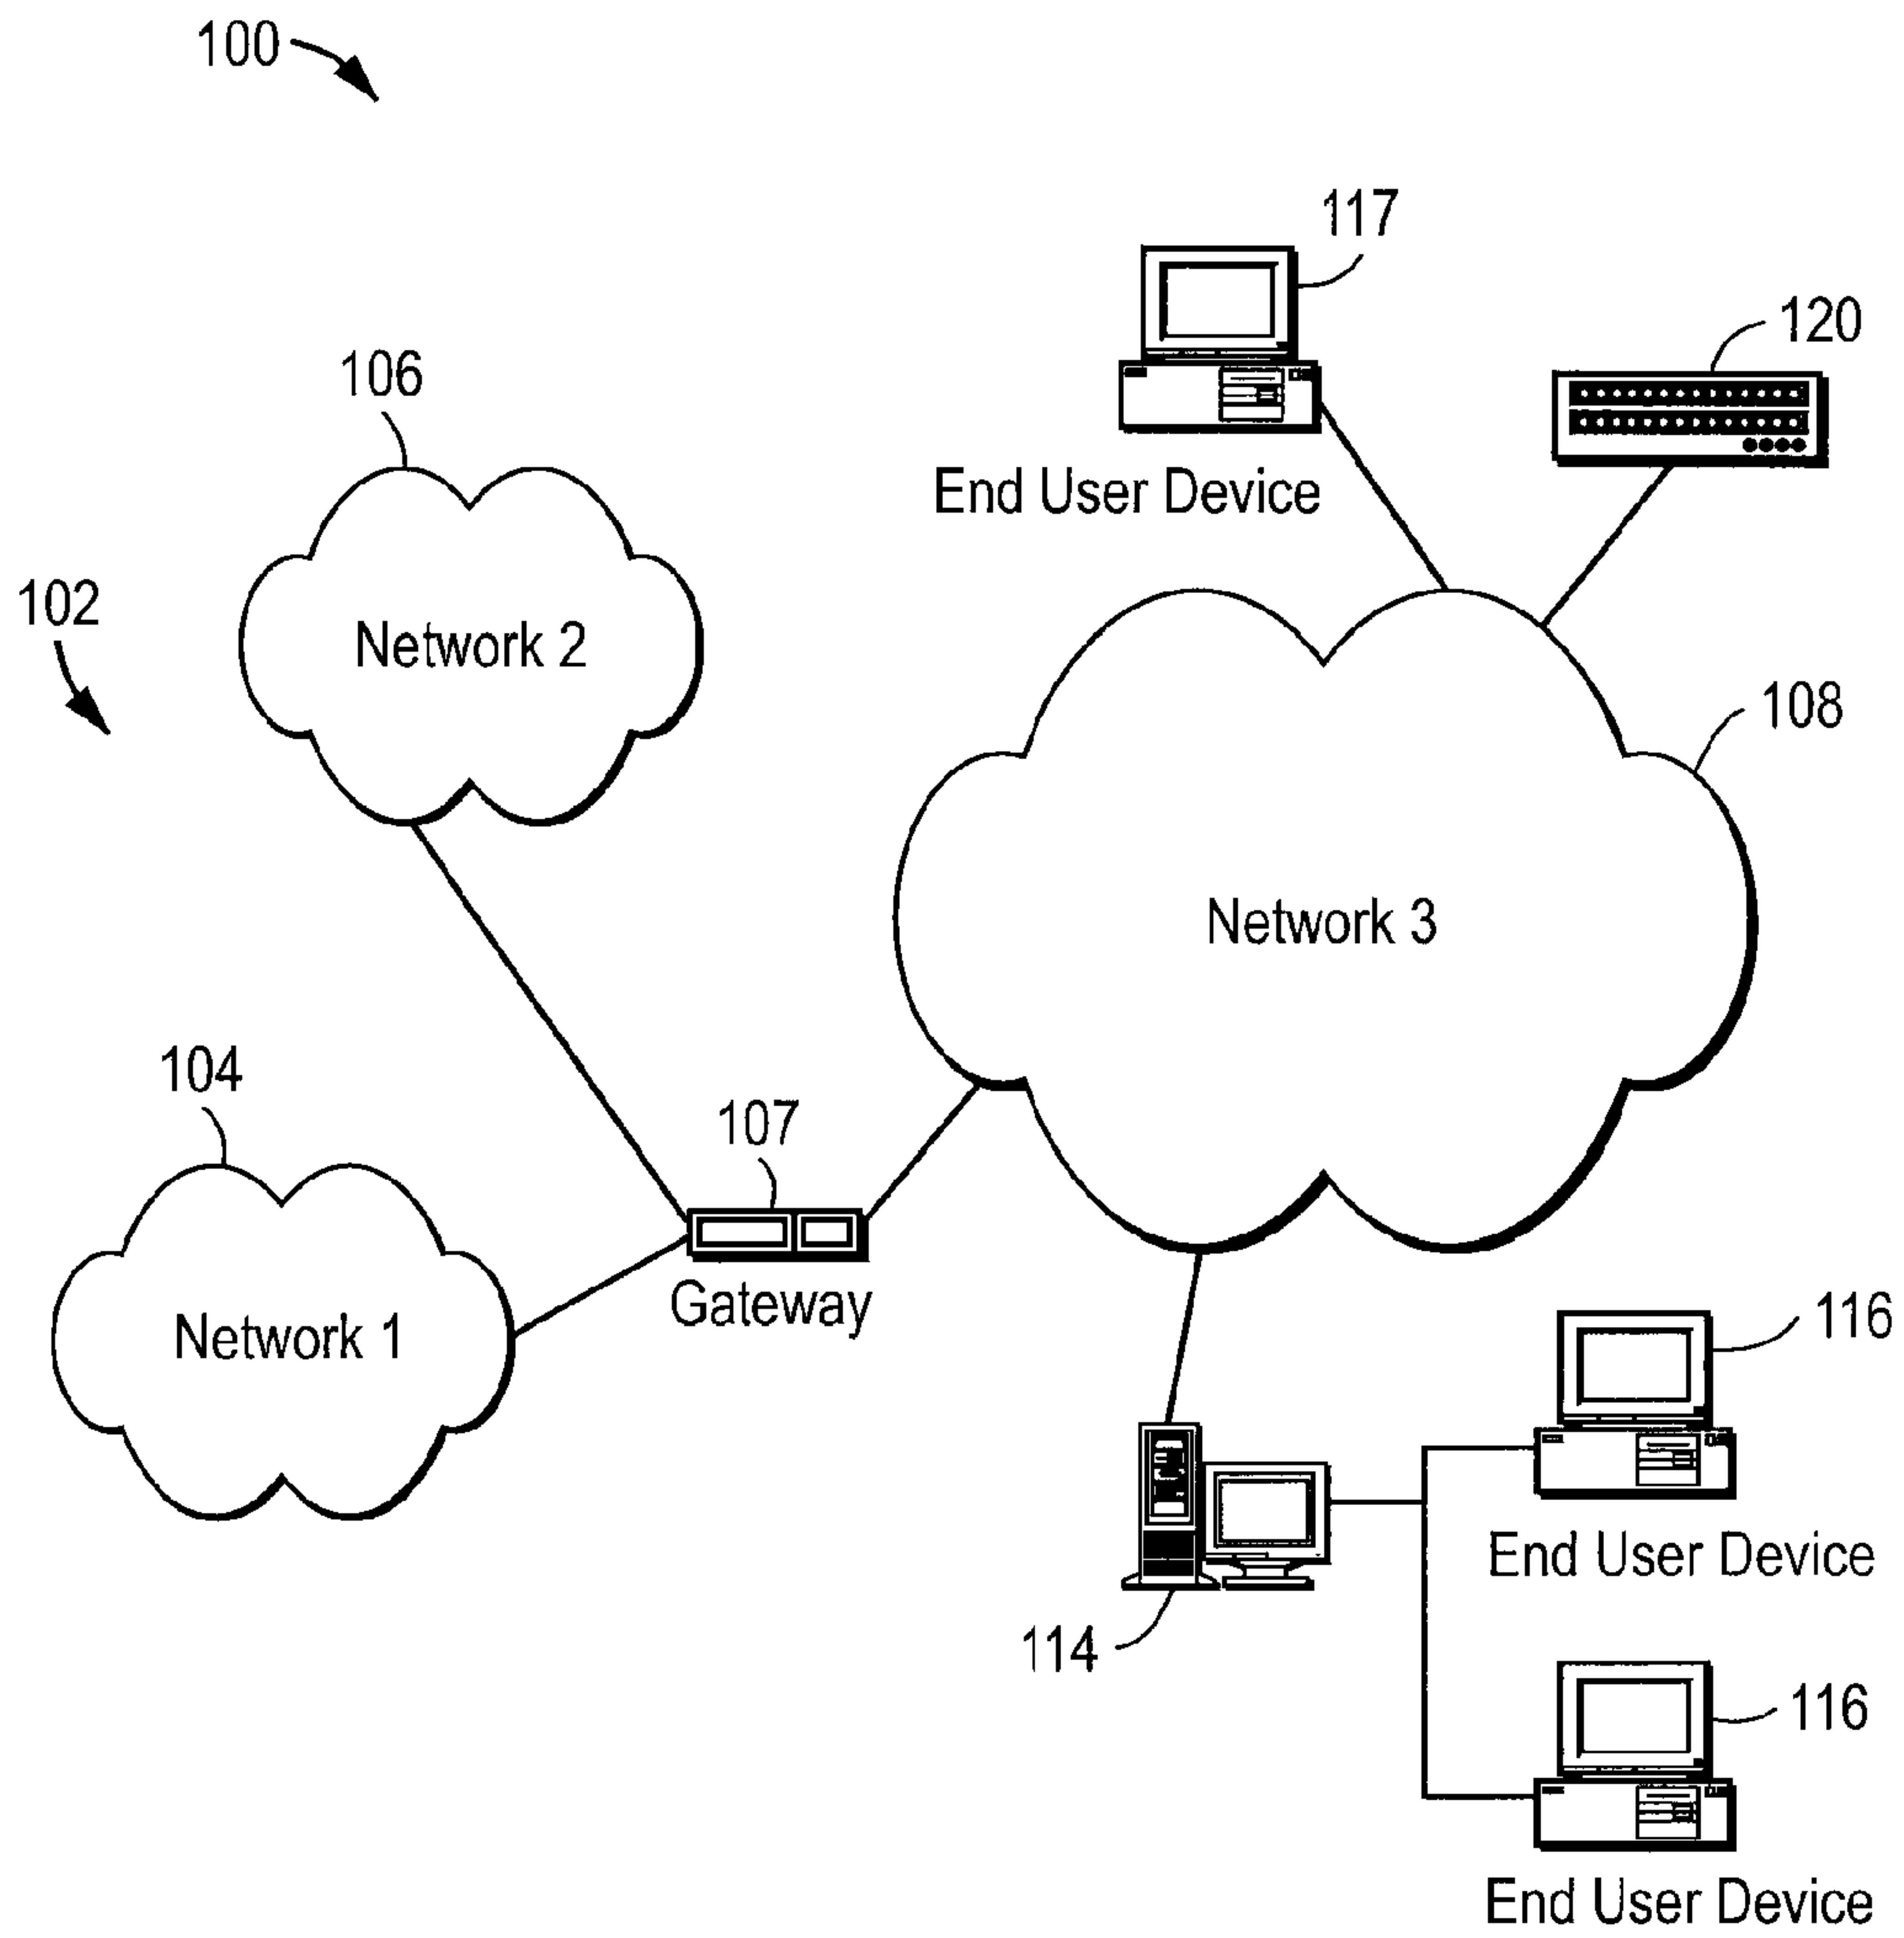 100
117
120
106
End User Device
102
Network 2
108
Network 3
104
107
Gateway
Network 1
116
End User Device
114
116
End User Device